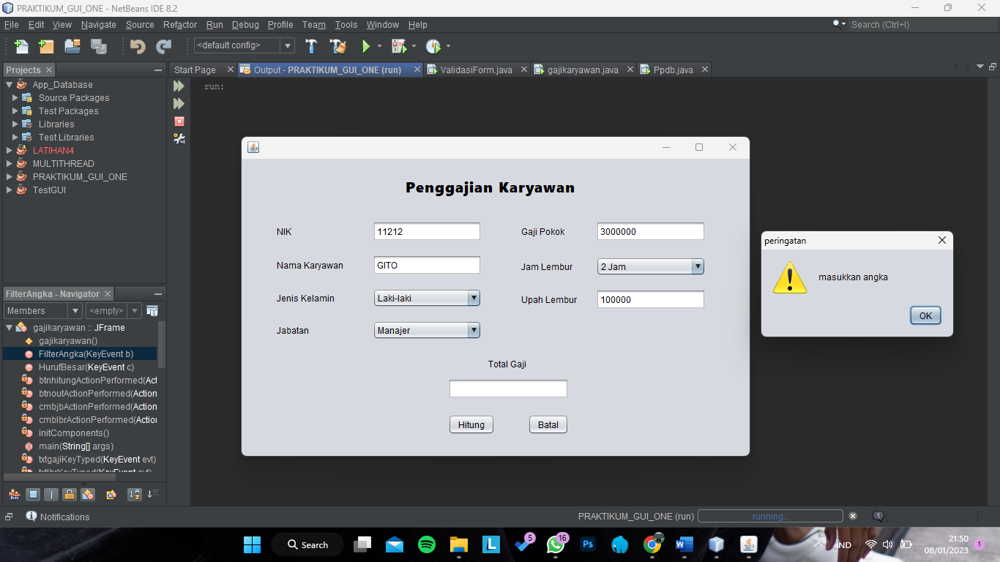 PRAKTIKUM_GUI_ONE - NetBeans IDE 8.2
File Edit View Navigate Source Refactor Run Debug Profile Team Tools Window Help
Search (Ctrl+I)
<default config>
Projects
Start Page
Output - PRAKTIKUM_GUI_ONE (run)
ValidasiForm.java
gajikaryawan.java
Ppdb.java
App_Database
Source Packages
Test Packages
Libraries
Test Libraries
LATIHAN4
MULTITHREAD
PRAKTIKUM_GUI_ONE
TestGUI
run:
Penggajian Karyawan
NIK 11212
Nama Karyawan GITO
Jenis Kelamin Laki-laki
Jabatan Manajer
Gaji Pokok 3000000
Jam Lembur 2 Jam
Upah Lembur 100000
Total Gaji
Hitung Batal
peringatan
masukkan angka
OK
FilterAngka - Navigator
Members <empty>
gajikaryawan :: JFrame
gajikaryawan()
FilterAngka(KeyEvent b)
HurufBesar(KeyEvent c)
btnhitungActionPerformed(Act
btnoutActionPerformed(Action
cmbjbActionPerformed(Action
cmblbrActionPerformed(Action
initComponents()
main(String[] args)
txtgajiKeyTyped(KeyEvent evt)
txtlbrKeyTyped(KeyEvent evt)
Notifications
PRAKTIKUM_GUI_ONE (run) running... 1
Search
5
16
Ps
L
W
IND
21:50
08/01/2023
1